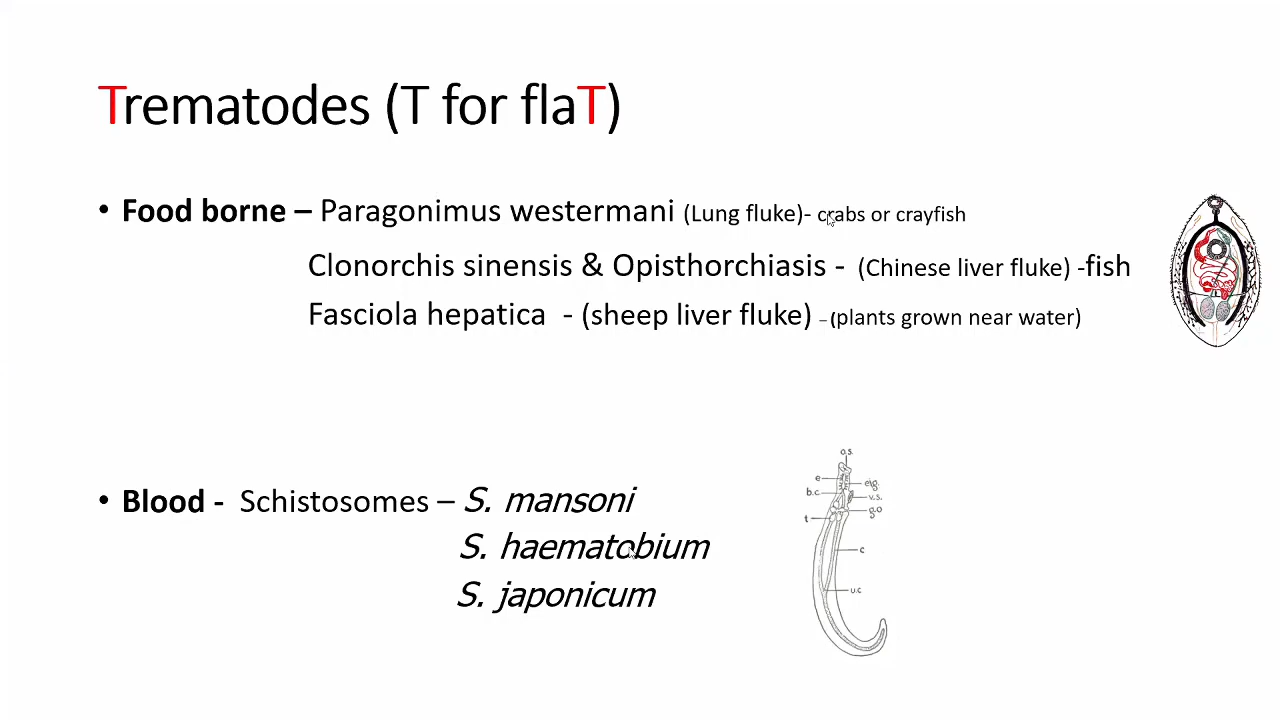 Trematodes (T for flaT)
• Food borne – Paragonimus westermani (Lung fluke)- crabs or crayfish
Clonorchis sinensis & Opisthorchiasis - (Chinese liver fluke) -fish
Fasciola hepatica - (sheep liver fluke) – (plants grown near water)
• Blood - Schistosomes – S. mansoni
S. haematobium
S. japonicum
o.s.
e
eig.
b.c.
v.s.
g.o
t
c
u.c